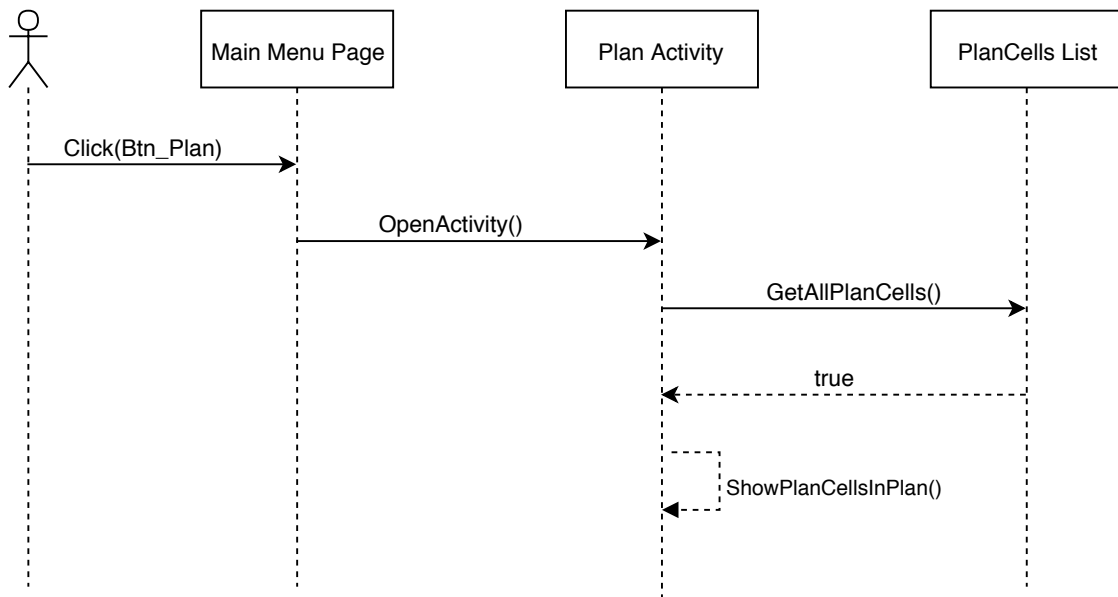 Main Menu Page
Plan Activity
PlanCells List
Click(Btn_Plan)
OpenActivity()
GetAllPlanCells()
true
ShowPlanCellsInPlan()